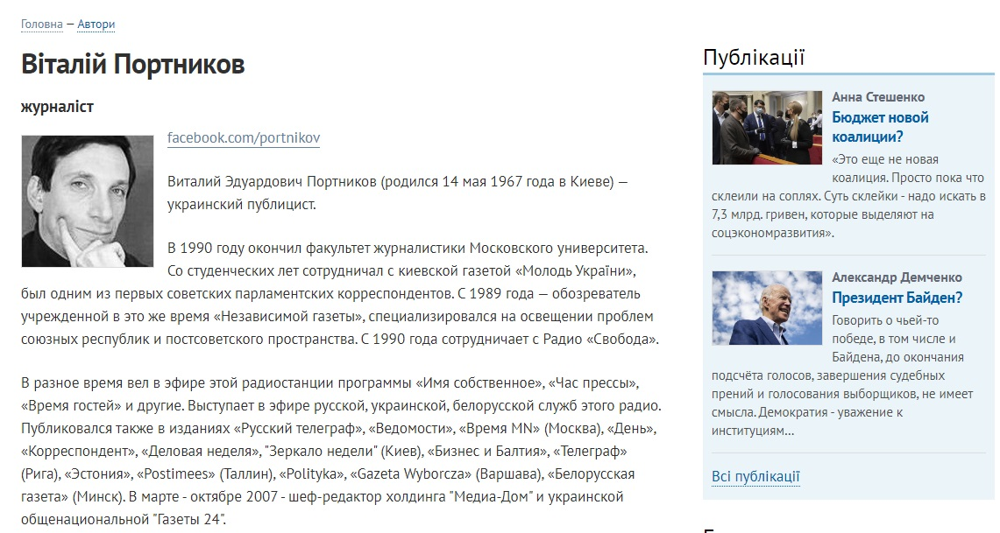 Головна — Автори
Віталій Портников
журналіст
facebook.com/portnikov
Виталий Эдуардович Портников (родился 14 мая 1967 года в Киеве) —
украинский публицист.
В 1990 году окончил факультет журналистики Московского университета.
Со студенческих лет сотрудничал с киевской газетой «Молодь України»,
был одним из первых советских парламентских корреспондентов. С 1989 года — обозреватель
учрежденной в это же время «Независимой газеты», специализировался на освещении проблем
союзных республик и постсоветского пространства. С 1990 года сотрудничает с Радио «Свобода».
В разное время вел в эфире этой радиостанции программы «Имя собственное», «Час прессы»,
«Время гостей» и другие. Выступает в эфире русской, украинской, белорусской служб этого радио.
Публиковался также в изданиях «Русский телеграф», «Ведомости», «Время MN» (Москва), «День»,
«Корреспондент», «Деловая неделя», "Зеркало недели" (Киев), «Бизнес и Балтия», «Телеграф»
(Рига), «Эстония», «Postimees» (Таллин), «Polityka», «Gazeta Wyborcza» (Варшава), «Белорусская
газета» (Минск). В марте - октябре 2007 - шеф-редактор холдинга "Медиа-Дом" и украинской
общенациональной "Газеты 24".
Публікації
Анна Стешенко
Бюджет новой
коалиции?
«Это еще не новая
коалиция. Просто пока что
склеили на соплях. Суть склейки - надо искать в
7,3 млрд. гривен, которые выделяют на
соцэкономразвития».
Александр Демченко
Президент Байден?
Говорить о чьей-то
победе, в том числе и
Байдена, до окончания
подсчёта голосов, завершения судебных
прений и голосования выборщиков, не имеет
смысла. Демократия - уважение к
институциям...
Всі публікації